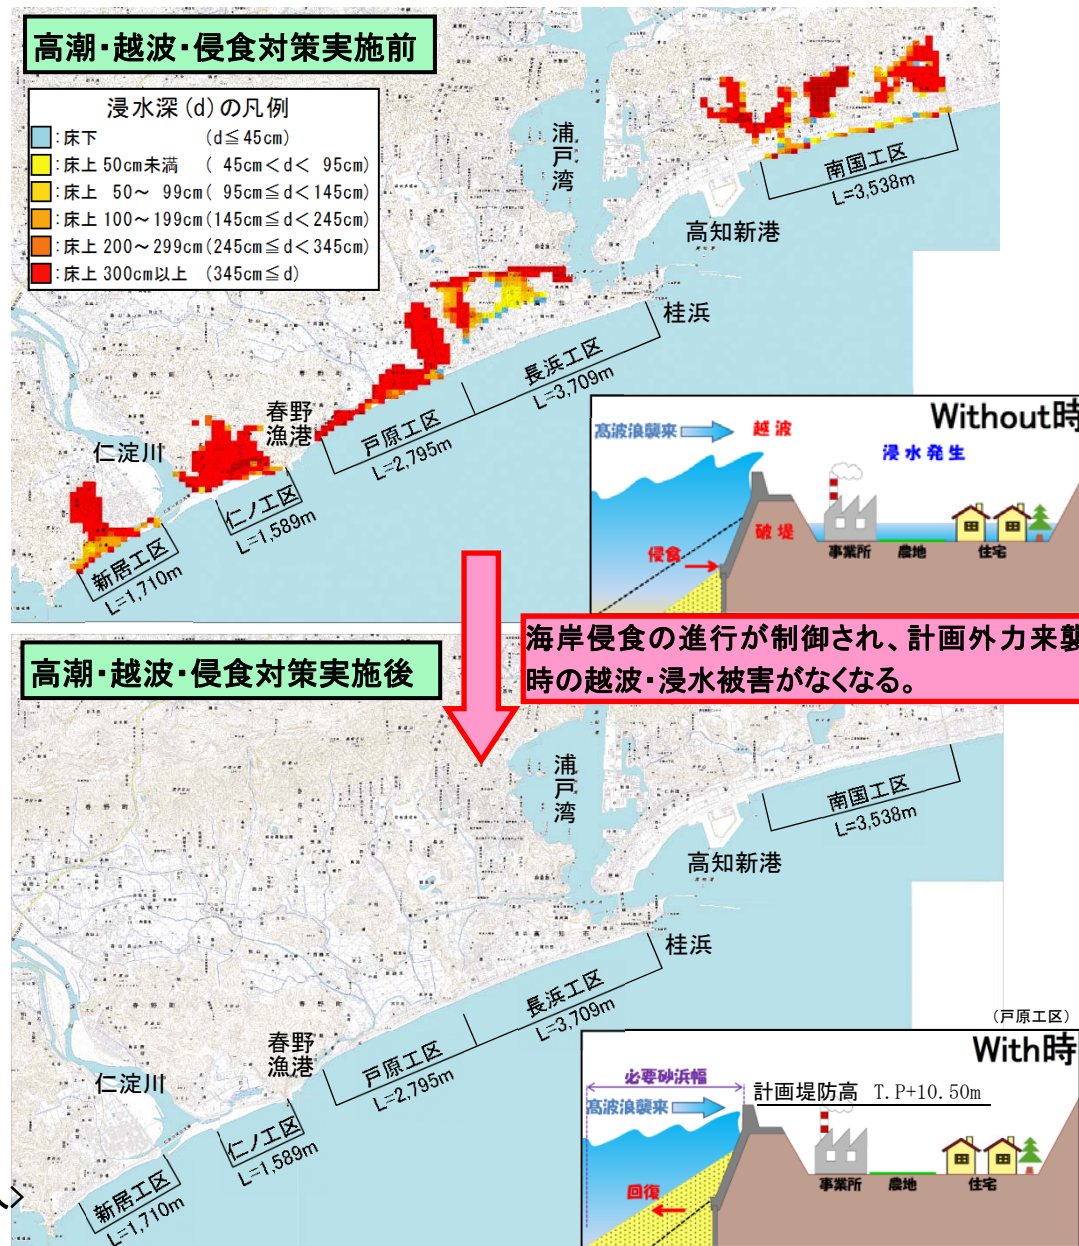 高潮・越波・侵食対策実施前
浸水深(d)の凡例
:床下 (d≦45cm)
:床上 50cm未満 ( 45cm<d< 95cm)
:床上 50～ 99cm( 95cm≦d<145cm)
:床上 100～199cm(145cm≦d<245cm)
:床上 200～299cm(245cm≦d<345cm)
:床上 300cm以上 (345cm≦d)
浦戸湾
南国工区
L=3,538m
高知新港
桂浜
長浜工区
L=3,709m
戸原工区
L=2,795m
春野
漁港
仁淀川
仁ノ工区
L=1,589m
新居工区
L=1,710m
Without時
高波浪襲来
越波
浸水発生
侵食
破堤
事業所
農地
住宅
海岸侵食の進行が制御され、計画外力来襲
時の越波・浸水被害がなくなる。
高潮・越波・侵食対策実施後
浦戸湾
南国工区
L=3,538m
高知新港
桂浜
長浜工区
L=3,709m
戸原工区
L=2,795m
春野
漁港
仁淀川
仁ノ工区
L=1,589m
新居工区
L=1,710m
(戸原工区)
With時
必要砂浜幅
計画堤防高 T.P+10.50m
高波浪襲来
回復
事業所
農地
住宅